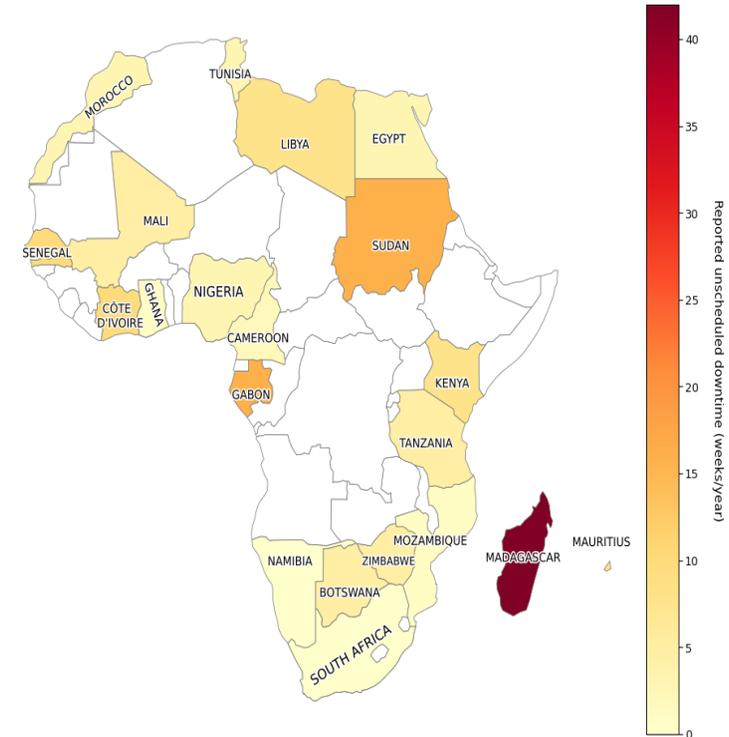 TUNISIA
MOROCCO
LIBYA
EGYPT
MALI
SENEGAL
SUDAN
NIGERIA
GHANA
CÔTE
D'IVOIRE
CAMEROON
KENYA
GABON
TANZANIA
MOZAMBIQUE
MAURITIUS
MADAGASCAR
NAMIBIA
ZIMBABWE
BOTSWANA
SOUTH AFRICA
40
35
30
25
20
15
10
5
0
Reported unscheduled downtime (weeks/year)